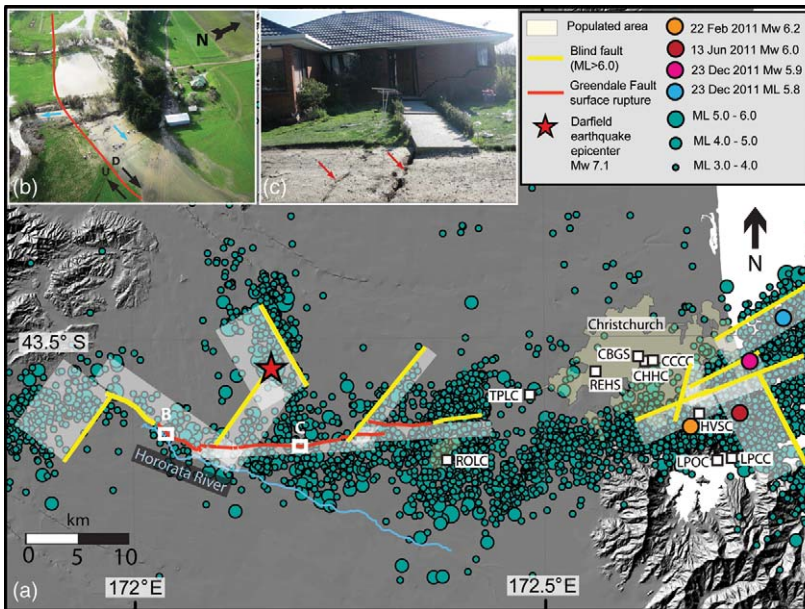 N
D
U
(b)
(c)
Populated area
Blind fault
(ML>6.0)
Greendale Fault
surface rupture
Darfield
earthquake
epicenter
Mw 7.1
22 Feb 2011 Mw 6.2
13 Jun 2011 Mw 6.0
23 Dec 2011 Mw 5.9
23 Dec 2011 ML 5.8
ML 5.0 - 6.0
ML 4.0 - 5.0
ML 3.0 - 4.0
N
43.5° S
Christchurch
CBGS
CCCC
CHHC
REHS
TPLC
B
C
HVSC
ROLC
LPOC
LPCC
Hororata River
km
0
5
10
172°E
172.5°E
(a)